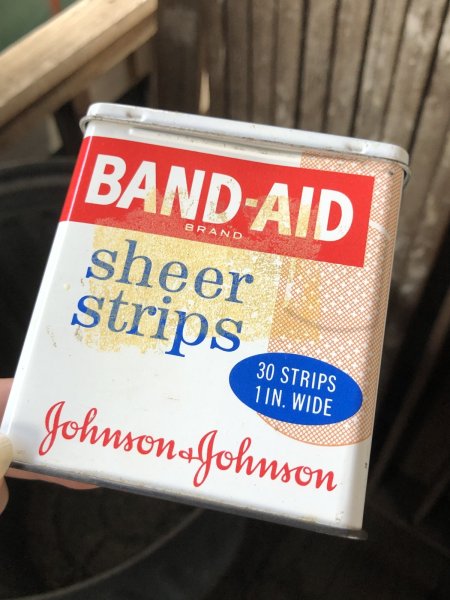 BAND-AID
BRAND
sheer
strips
30 STRIPS
1 IN. WIDE
Johnson & Johnson